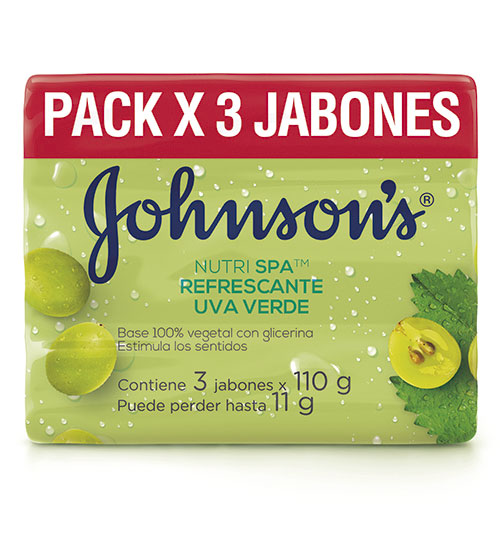 PACK X 3 JABONES
Johnson's®
NUTRI SPA™
REFRESCANTE
UVA VERDE
Base 100% vegetal con glicerina
Estimula los sentidos
Contiene 3 jabones x 110 g
Puede perder hasta 11 g